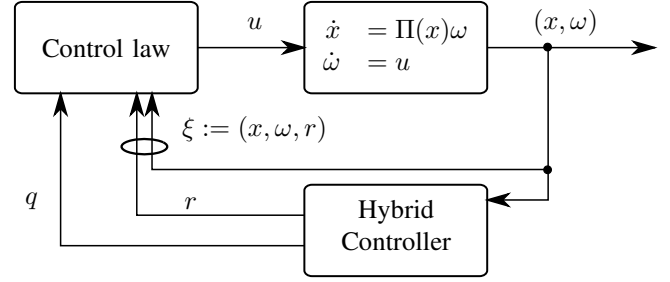 u
(x, ω)
Control law
ẋ = Π(x)ω
ω̇ = u
ξ := (x, ω, r)
q
r
Hybrid
Controller